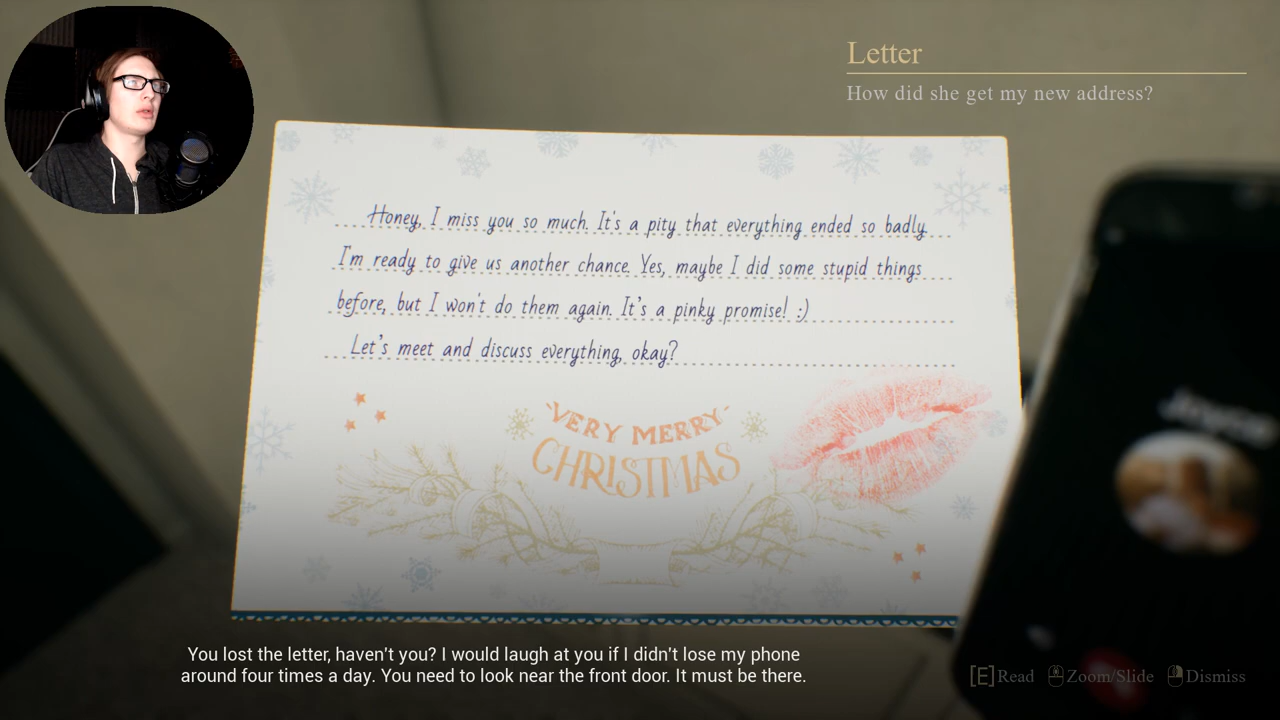 Letter
How did she get my new address?
Honey, I miss you so much. It's a pity that everything ended so badly.
I'm ready to give us another chance. Yes, maybe I did some stupid things
before, but I won't do them again. It's a pinky promise! :)
Let's meet and discuss everything, okay?
VERY MERRY
CHRISTMAS
Joyce
You lost the letter, haven't you? I would laugh at you if I didn't lose my phone
around four times a day. You need to look near the front door. It must be there.
[E] Read Zoom/Slide Dismiss